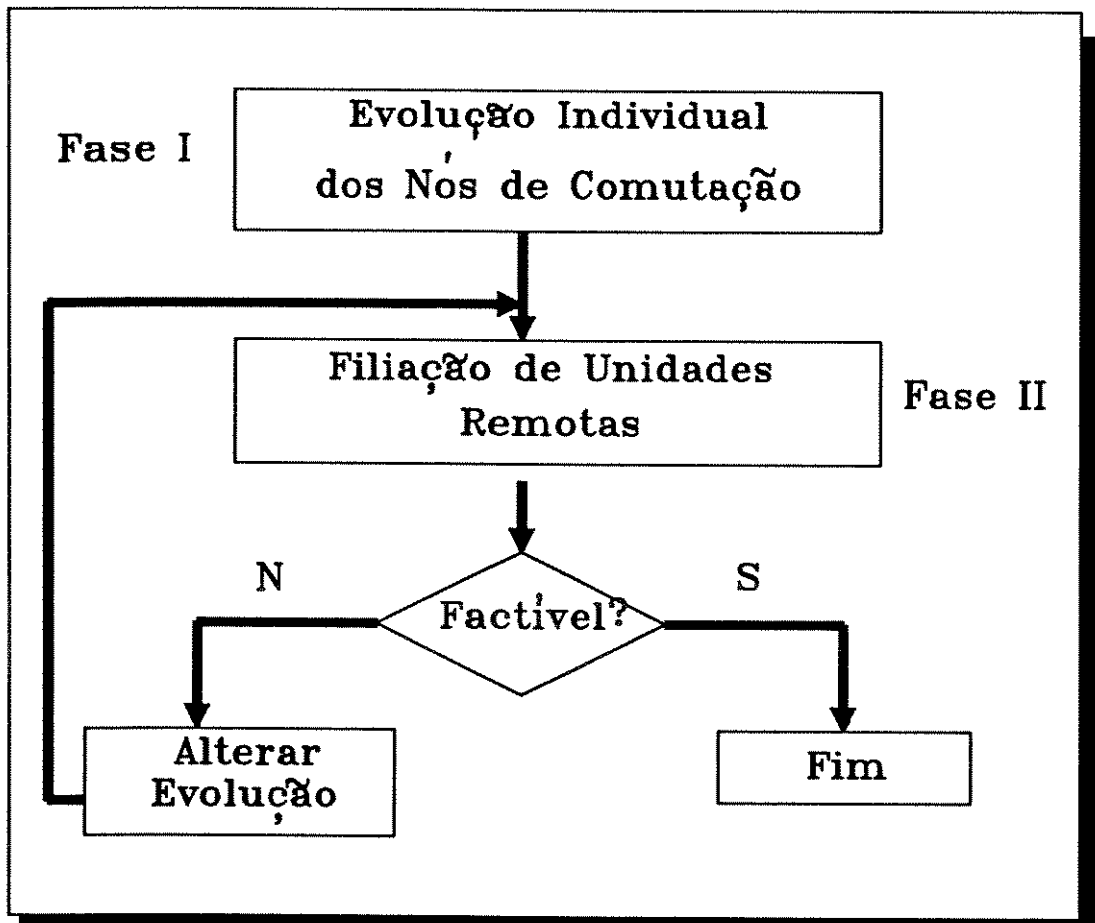 Evolução Individual
Fase I
dos Nós de Comutação
Filiação de Unidades
Fase II
Remotas
N
S
Factível?
Alterar
Evolução
Fim